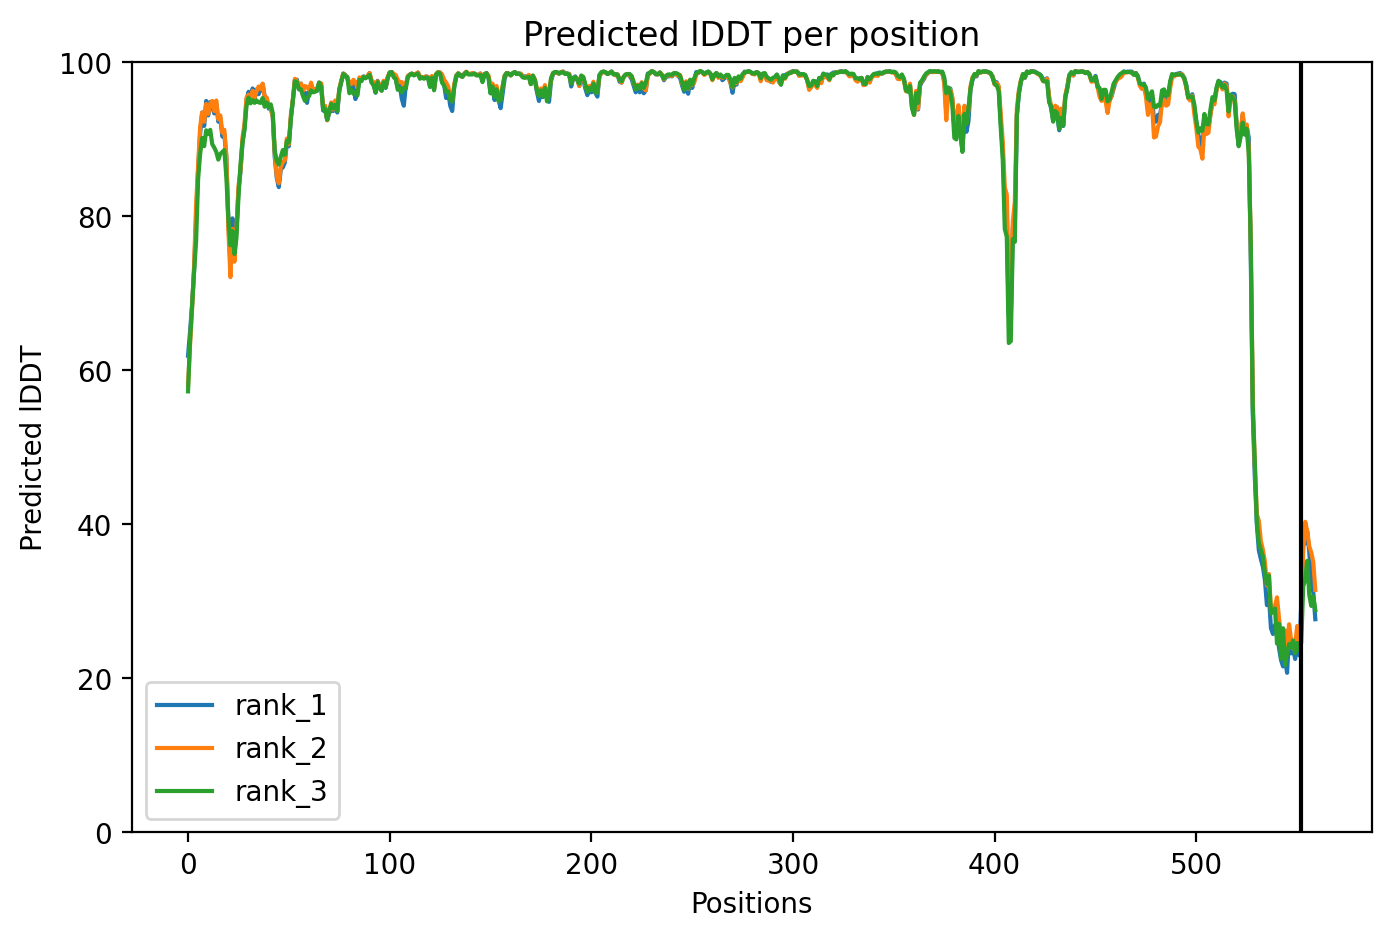 Predicted lDDT per position
100
80
60
40
20
0
Predicted lDDT
rank_1
rank_2
rank_3
0 100 200 300 400 500
Positions